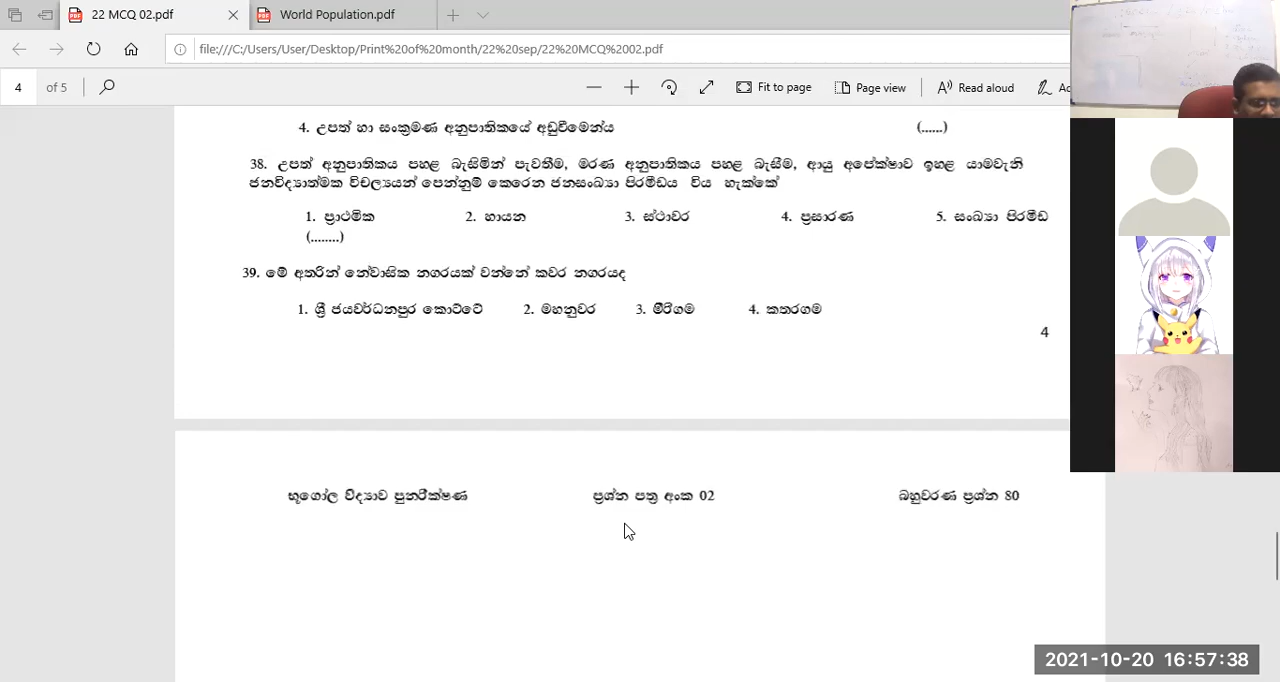 22 MCQ 02.pdf
World Population.pdf
file:///C:/Users/User/Desktop/Print%20of%20month/22%20sep/22%20MCQ%2002.pdf
4 of 5
Fit to page
Page view
Read aloud
4. උපත් හා සංක්‍රමණ අනුපාතිකයේ අඩුවීමෙන්ය (......)
38. උපත් අනුපාතිකය පහළ බැසීමින් පැවතීම, මරණ අනුපාතිකය පහළ බැසීම, ආයු අපේක්ෂාව ඉහළ යාමවැනි
ජනවිද්‍යාත්මක විචල්‍යයන් පෙන්නුම් කෙරෙන ජනසංඛ්‍යා පිරමීඩය විය හැක්කේ
1. ප්‍රාථමික 2. හායන 3. ස්ථාවර 4. ප්‍රසාරණ 5. සංඛ්‍යා පිරමීඩ
(........)
39. මේ අතරින් නේවාසික නගරයක් වන්නේ කවර නගරයද
1. ශ්‍රී ජයවර්ධනපුර කොට්ටේ 2. මහනුවර 3. මීරිගම 4. කතරගම
4
භූගෝල විද්‍යාව පුනරීක්ෂණ ප්‍රශ්න පත්‍ර අංක 02 බහුවරණ ප්‍රශ්න 80
2021-10-20 16:57:38